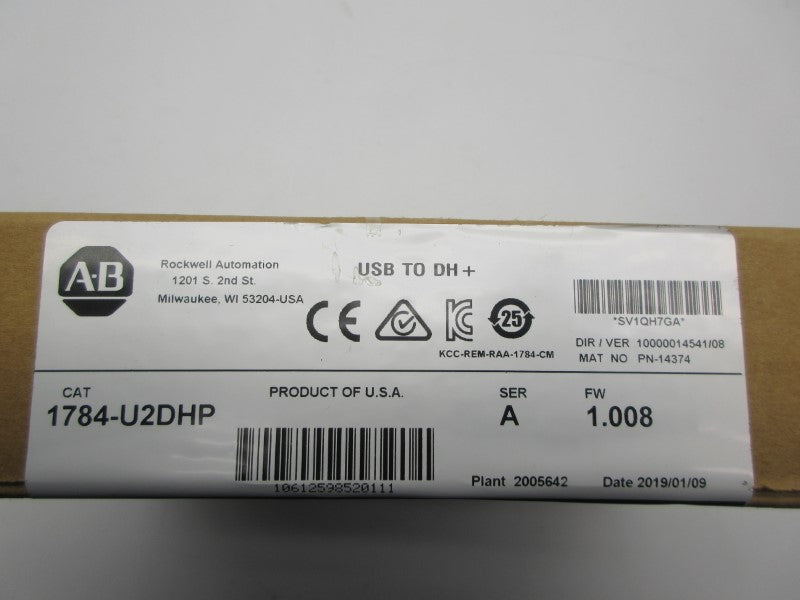 A-B
Rockwell Automation
1201 S. 2nd St.
Milwaukee, WI 53204-USA
USB TO DH+
CE
25
KCC-REM-RAA-1784-CM
*SV1QH7GA*
DIR / VER 10000014541/08
MAT NO PN-14374
CAT
1784-U2DHP
PRODUCT OF U.S.A.
SER
A
FW
1.008
10612598520111
Plant 2005642
Date 2019/01/09